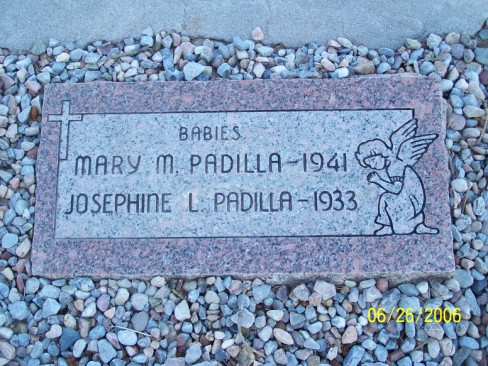 BABIES
MARY M. PADILLA-1941
JOSEPHINE L. PADILLA-1933
06/26/2006